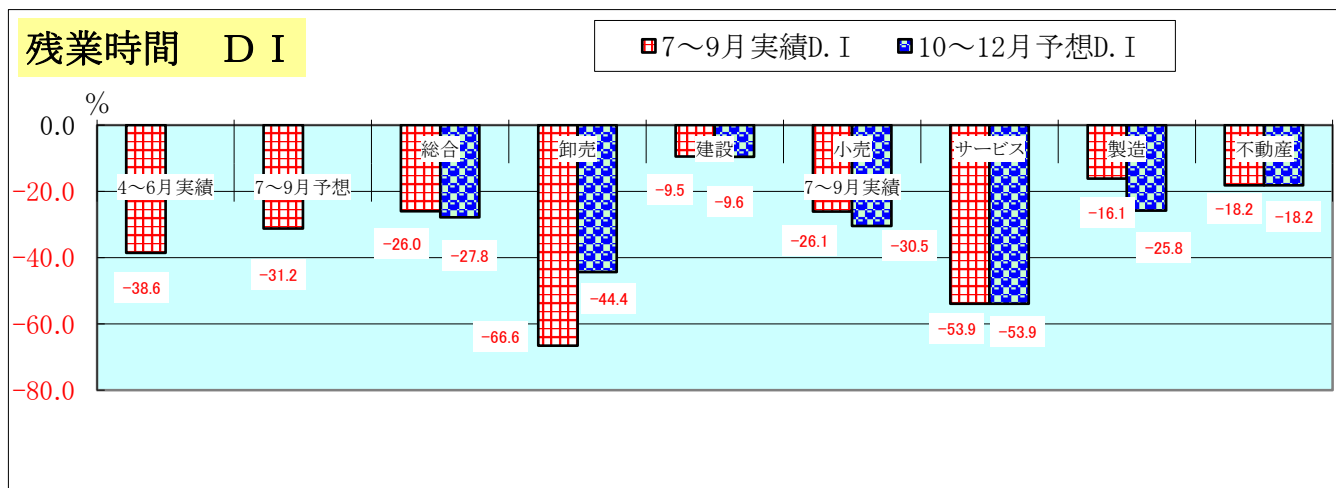 残業時間　ＤＩ
7～9月実績D.I
10～12月予想D.I
%
0.0
-20.0
-40.0
-60.0
-80.0
4～6月実績
7～9月予想
総合
卸売
建設
小売
7～9月実績
サービス
製造
不動産
-38.6
-31.2
-26.0
-27.8
-66.6
-44.4
-9.5
-9.6
-26.1
-30.5
-53.9
-53.9
-16.1
-25.8
-18.2
-18.2